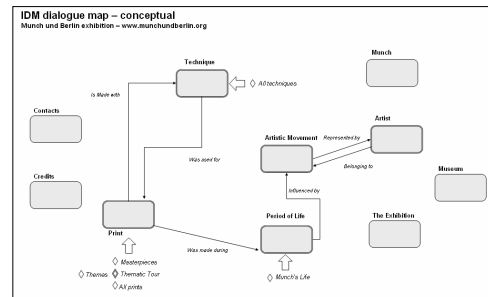 IDM dialogue map – conceptual
Munch und Berlin exhibition – www.munchundberlin.org
Munch
Technique
Is Made with
All techniques
Contacts
Artist
Represented by
Artistic Movement
Was used for
Belonging to
Museum
Credits
Influenced by
Period of Life
The Exhibition
Print
Was made during
Masterpieces
Themes
Thematic Tour
Munch's Life
All prints